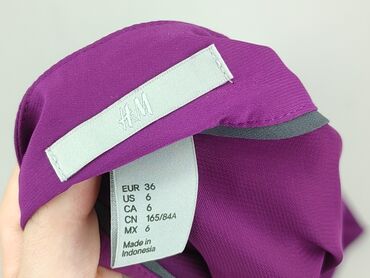 H&M
EUR 36
US 6
CA 6
CN 165/84A
MX 6
Made in
Indonesia